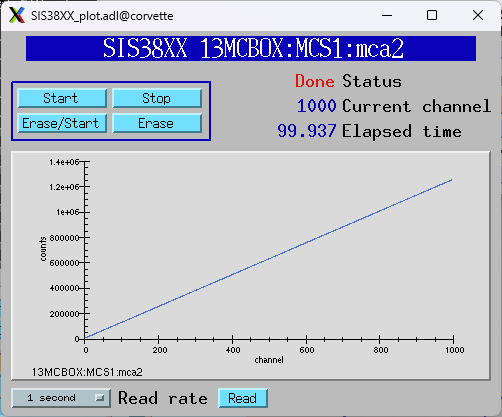 SIS38XX_plot.adl@corvette
SIS38XX 13MCBOX:MCS1:mca2
Done Status
Start Stop
1000 Current channel
Erase/Start Erase
99.937 Elapsed time
1.4e+06
1.2e+06
1e+06
800000
600000
400000
200000
0
counts
0 200 400 600 800 1000
channel
13MCBOX:MCS1:mca2
1 second Read rate Read